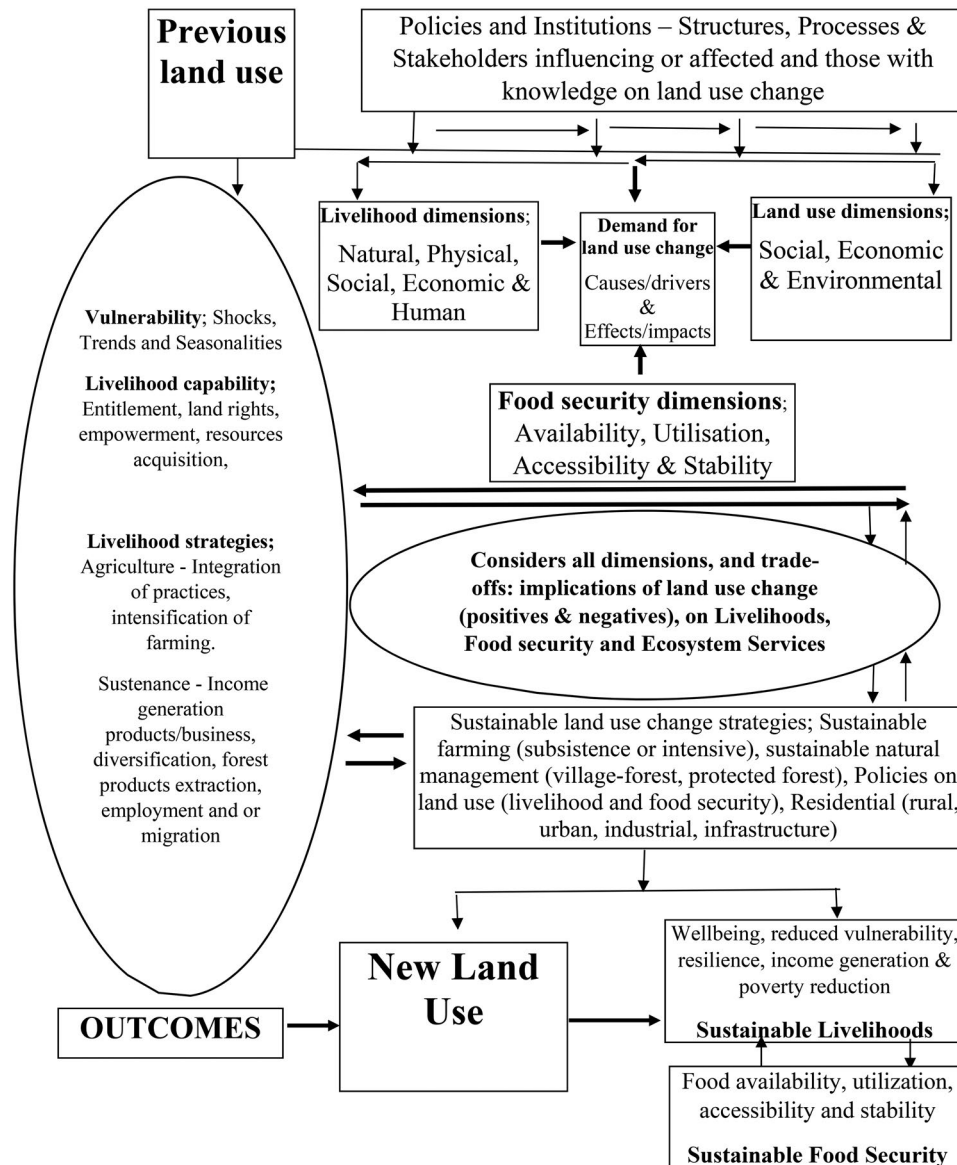 Previous
land use
Policies and Institutions – Structures, Processes &
Stakeholders influencing or affected and those with
knowledge on land use change
Livelihood dimensions;
Natural, Physical,
Social, Economic &
Human
Demand for
land use change
Causes/drivers
&
Effects/impacts
Land use dimensions;
Social, Economic
& Environmental
Vulnerability; Shocks,
Trends and Seasonalities
Livelihood capability;
Entitlement, land rights,
empowerment, resources
acquisition,
Livelihood strategies;
Agriculture - Integration
of practices,
intensification of
farming.
Sustenance - Income
generation
products/business,
diversification, forest
products extraction,
employment and or
migration
Food security dimensions;
Availability, Utilisation,
Accessibility & Stability
Considers all dimensions, and trade-
offs: implications of land use change
(positives & negatives), on Livelihoods,
Food security and Ecosystem Services
Sustainable land use change strategies; Sustainable
farming (subsistence or intensive), sustainable natural
management (village-forest, protected forest), Policies on
land use (livelihood and food security), Residential (rural,
urban, industrial, infrastructure)
OUTCOMES
New Land
Use
Wellbeing, reduced vulnerability,
resilience, income generation &
poverty reduction
Sustainable Livelihoods
Food availability, utilization,
accessibility and stability
Sustainable Food Security